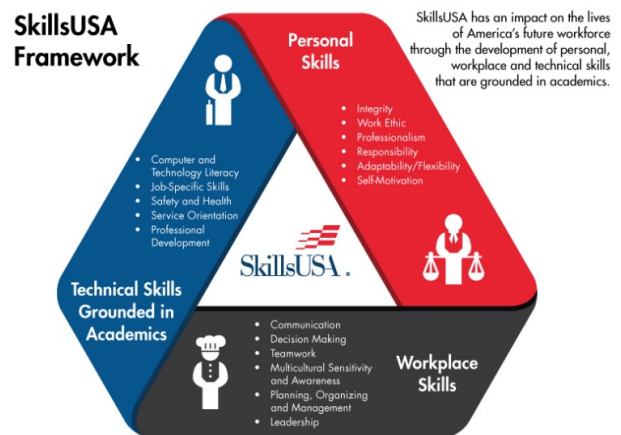 SkillsUSA
Framework
SkillsUSA has an impact on the lives
of America's future workforce
through the development of personal,
workplace and technical skills
that are grounded in academics.
Personal
Skills
• Integrity
• Work Ethic
• Professionalism
• Responsibility
• Adaptability/Flexibility
• Self-Motivation
• Computer and
Technology Literacy
• Job-Specific Skills
• Safety and Health
• Service Orientation
• Professional
Development
SkillsUSA.
Technical Skills
Grounded in
Academics
• Communication
• Decision Making
• Teamwork
• Multicultural Sensitivity
and Awareness
• Planning, Organizing
and Management
• Leadership
Workplace
Skills